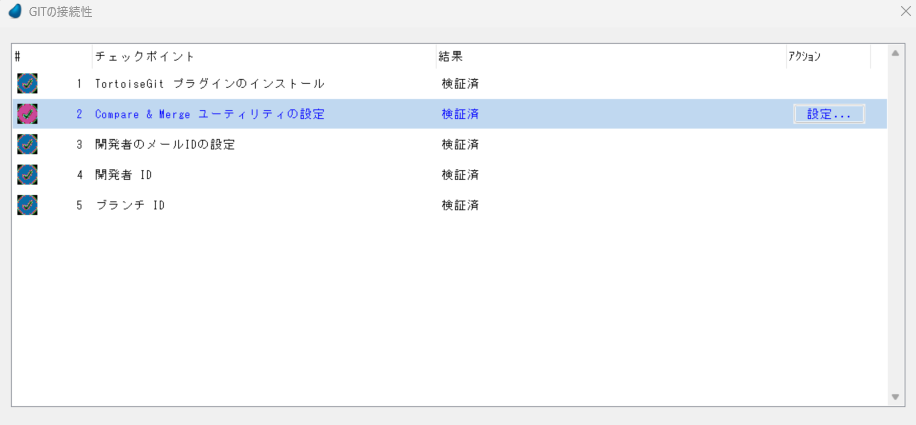 GITの接続性
# チェックポイント 結果 ｱｸｼｮﾝ
1 TortoiseGit プラグインのインストール 検証済
2 Compare & Merge ユーティリティの設定 検証済 設定...
3 開発者のメールIDの設定 検証済
4 開発者 ID 検証済
5 ブランチ ID 検証済